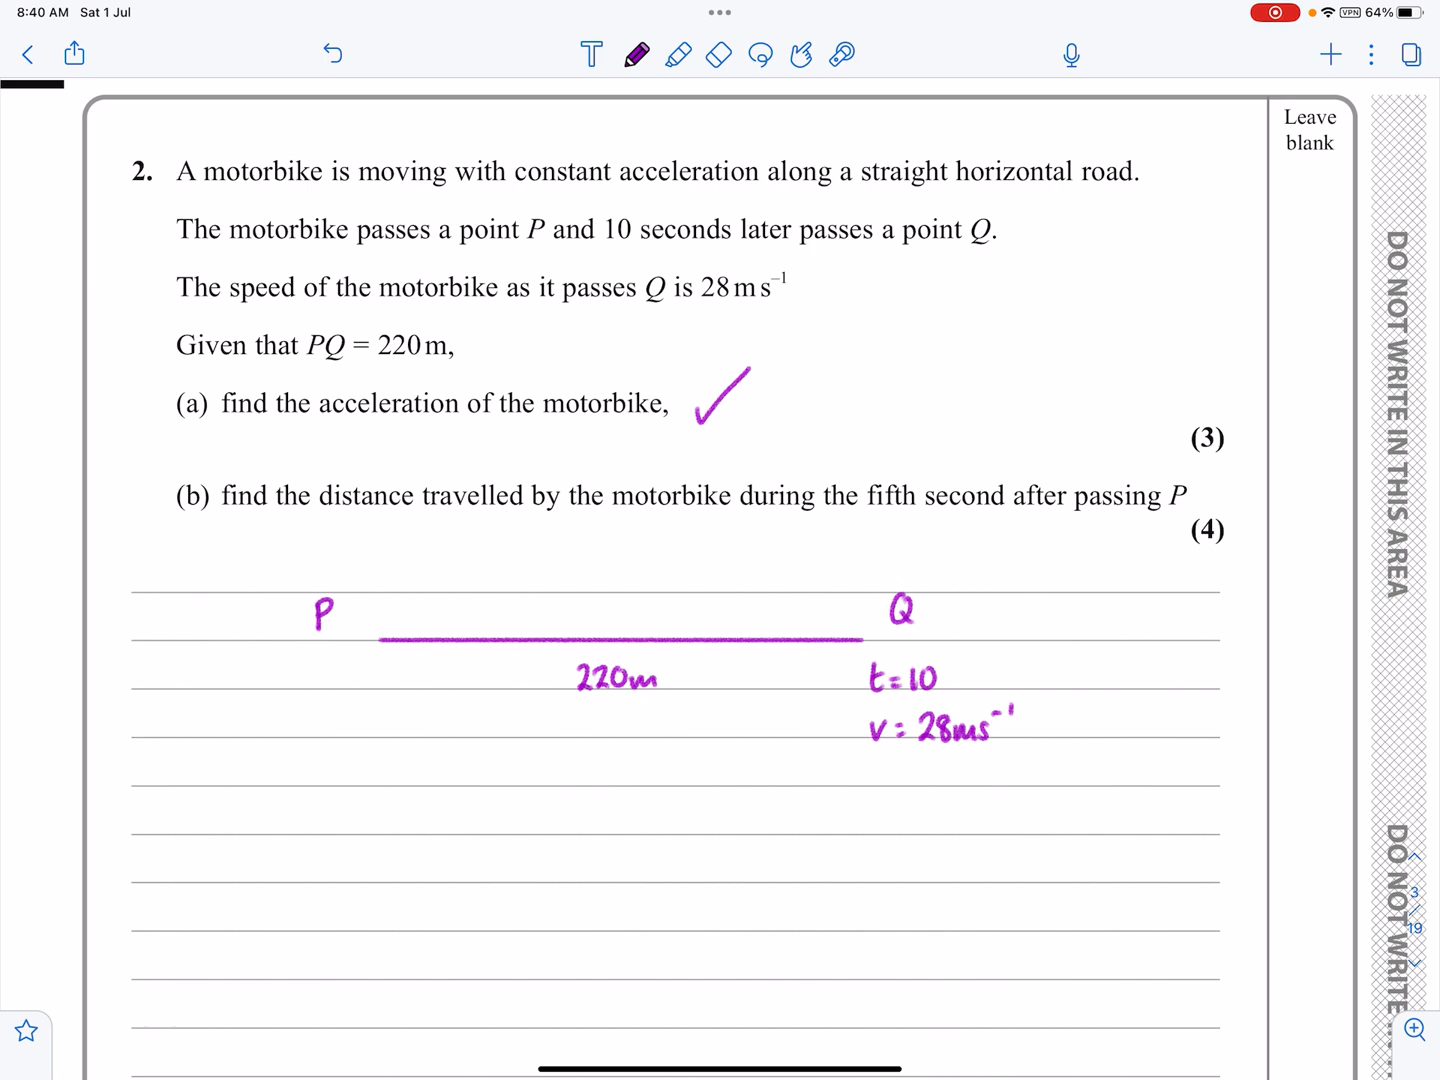 8:40 AM Sat 1 Jul
VPN 64%
Leave
blank
2. A motorbike is moving with constant acceleration along a straight horizontal road.
The motorbike passes a point P and 10 seconds later passes a point Q.
The speed of the motorbike as it passes Q is 28 m s⁻¹
Given that PQ = 220 m,
(a) find the acceleration of the motorbike,
(3)
(b) find the distance travelled by the motorbike during the fifth second after passing P
(4)
P Q
220m t=10
v = 28ms⁻¹
DO NOT WRITE IN THIS AREA
DO NOT WRITE
3
/
19
T